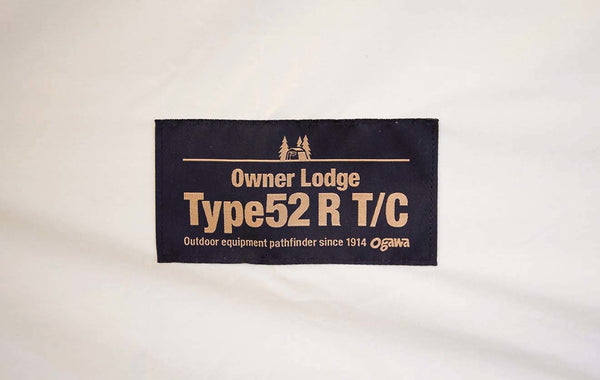 Owner Lodge
Type52 R T/C
Outdoor equipment pathfinder since 1914 ogawa